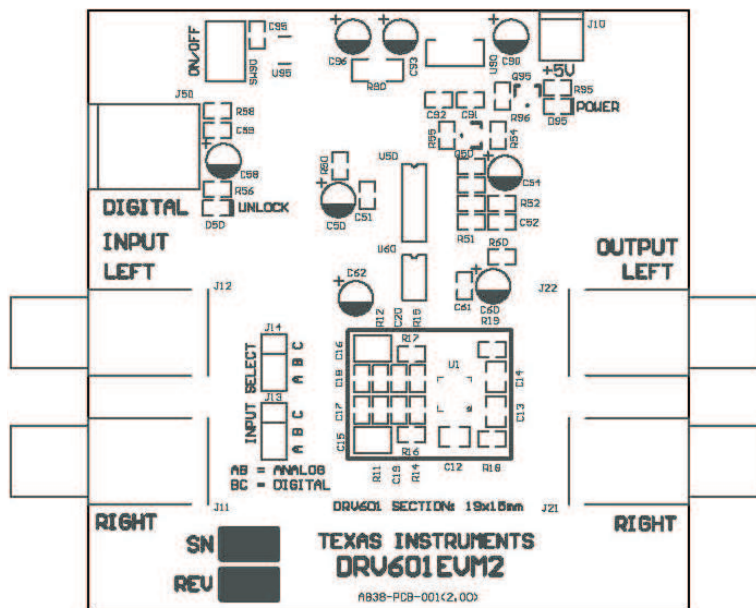 ON/OFF
SW90
C95
U95
C96
C93
R90
U90
C90
J10
+5V
Q95
R95
R96
D95
POWER
J50
R58
C59
C58
R56
D50
UNLOCK
DIGITAL
INPUT
LEFT
C92
C91
R55
Q50
R54
R50
U50
C50
C51
C54
R52
R51
C52
U60
R60
C62
C61
C60
R19
OUTPUT
LEFT
J12
J22
R12
C20
R15
J14
C16
R17
U1
INPUT SELECT
C
B
A
C18
C14
J13
C17
C13
C
B
A
C15
R16
C12
R18
R11
C19
R14
AB = ANALOG
BC = DIGITAL
J11
DRV601 SECTION: 19x15mm
J21
RIGHT
RIGHT
SN
REV
TEXAS INSTRUMENTS
DRV601EVM2
A838-PCB-001(2.00)